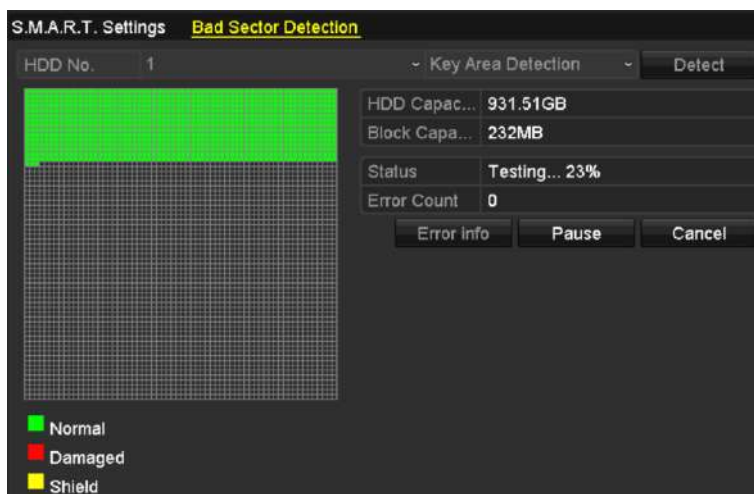 S.M.A.R.T. Settings Bad Sector Detection
HDD No. 1 Key Area Detection Detect
HDD Capac... 931.51GB
Block Capa... 232MB
Status Testing... 23%
Error Count 0
Error info Pause Cancel
Normal
Damaged
Shield